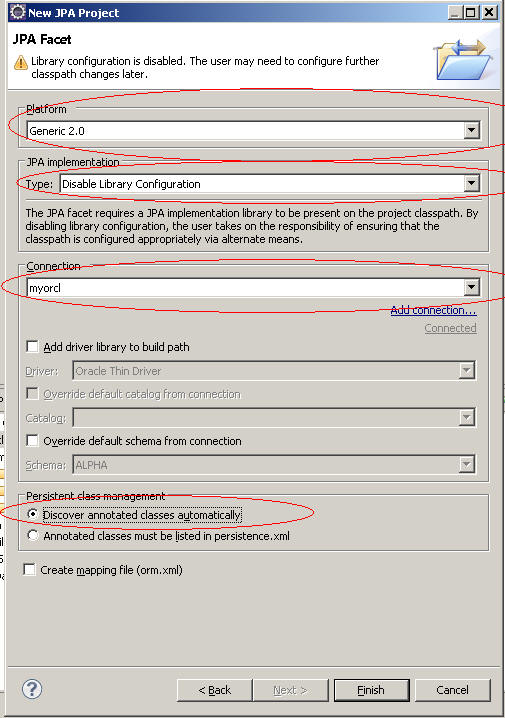 New JPA Project
JPA Facet
Library configuration is disabled. The user may need to configure further
classpath changes later.
Platform
Generic 2.0
JPA implementation
Type: Disable Library Configuration
The JPA facet requires a JPA implementation library to be present on the project classpath. By
disabling library configuration, the user takes on the responsibility of ensuring that the
classpath is configured appropriately via alternate means.
Connection
myorcl
Add connection...
Connected
Add driver library to build path
Driver: Oracle Thin Driver
Override default catalog from connection
Catalog:
Override default schema from connection
Schema: ALPHA
Persistent class management
Discover annotated classes automatically
Annotated classes must be listed in persistence.xml
Create mapping file (orm.xml)
?
< Back
Next >
Finish
Cancel